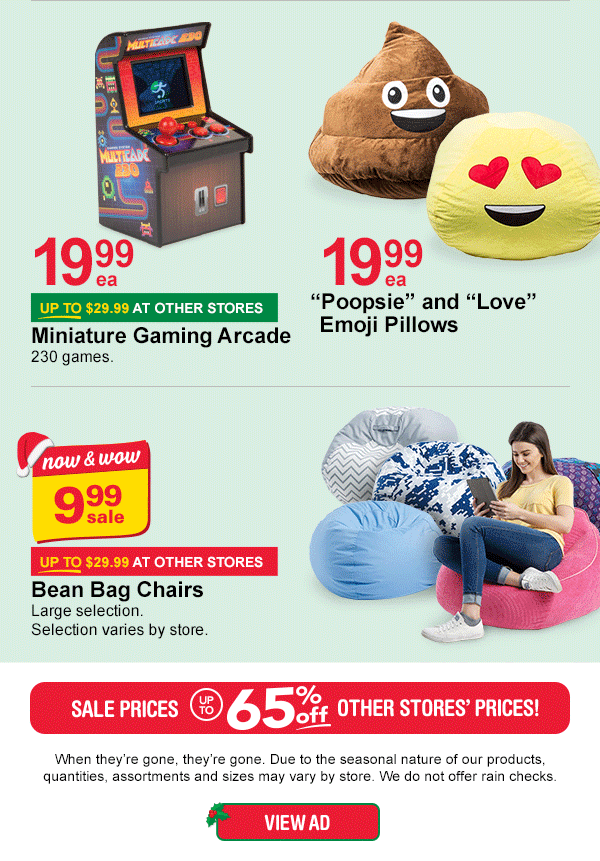 MULTICADE 230
SPORTS
MULTICADE
230
19.99
ea
UP TO $29.99 AT OTHER STORES
Miniature Gaming Arcade
230 games.
19.99
ea
“Poopsie” and “Love”
Emoji Pillows
now & wow
9.99
sale
UP TO $29.99 AT OTHER STORES
Bean Bag Chairs
Large selection.
Selection varies by store.
SALE PRICES UP TO 65% off OTHER STORES’ PRICES!
When they’re gone, they’re gone. Due to the seasonal nature of our products,
quantities, assortments and sizes may vary by store. We do not offer rain checks.
VIEW AD